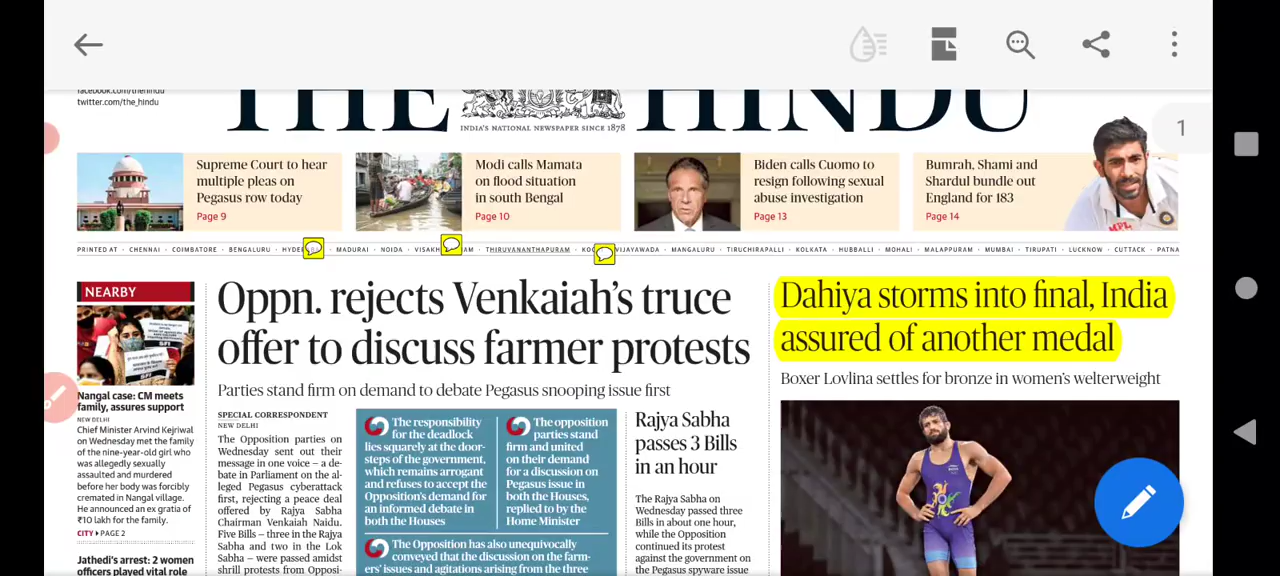 facebook.com/thehindu
twitter.com/the_hindu
THE HINDU
INDIA'S NATIONAL NEWSPAPER SINCE 1878
1
Supreme Court to hear
multiple pleas on
Pegasus row today
Page 9
Modi calls Mamata
on flood situation
in south Bengal
Page 10
Biden calls Cuomo to
resign following sexual
abuse investigation
Page 13
Bumrah, Shami and
Shardul bundle out
England for 183
Page 14
PRINTED AT · CHENNAI · COIMBATORE · BENGALURU · MADURAI · NOIDA · THIRUVANANTHAPURAM · VIJAYAWADA · MANGALURU · TIRUCHIRAPALLI · KOLKATA · HUBBALLI · MOHALI · MALAPPURAM · MUMBAI · TIRUPATI · LUCKNOW · CUTTACK · PATNA
NEARBY
Nangal case: CM meets
family, assures support
NEW DELHI
Chief Minister Arvind Kejriwal
on Wednesday met the family
of the nine-year-old girl who
was allegedly sexually
assaulted and murdered
before her body was forcibly
cremated in Nangal village.
He announced an ex gratia of
₹10 lakh for the family.
CITY PAGE 2
Jathedi's arrest: 2 women
officers played vital role
Oppn. rejects Venkaiah's truce
offer to discuss farmer protests
Parties stand firm on demand to debate Pegasus snooping issue first
SPECIAL CORRESPONDENT
NEW DELHI
The Opposition parties on
Wednesday sent out their
message in one voice – a de-
bate in Parliament on the al-
leged Pegasus cyberattack
first, rejecting a peace deal
offered by Rajya Sabha
Chairman Venkaiah Naidu.
Five Bills – three in the Rajya
Sabha and two in the Lok
Sabha – were passed amidst
shrill protests from Opposi-
The responsibility
for the deadlock
lies squarely at the door-
steps of the government,
which remains arrogant
and refuses to accept the
Opposition's demand for
an informed debate in
both the Houses
The opposition
parties stand
firm and united
on their demand
for a discussion on
Pegasus issue in
both the Houses,
replied to by the
Home Minister
The Opposition has also unequivocally
conveyed that the discussion on the farm-
ers' issues and agitations arising from the three
Rajya Sabha
passes 3 Bills
in an hour
The Rajya Sabha on
Wednesday passed three
Bills in about one hour,
while the Opposition
continued its protest
against the government on
the Pegasus spyware issue
Dahiya storms into final, India
assured of another medal
Boxer Lovlina settles for bronze in women's welterweight